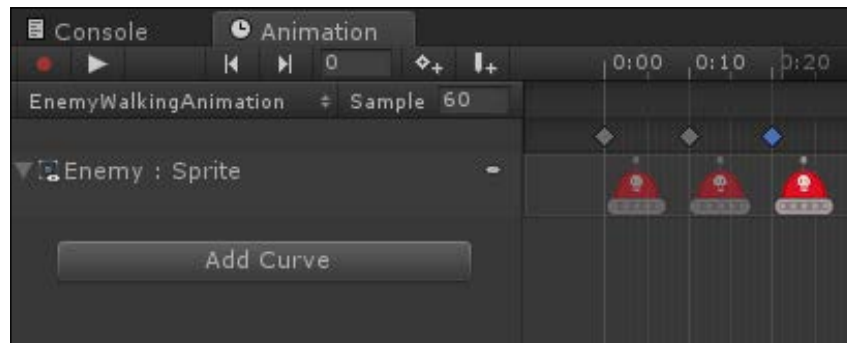 Console Animation
0 0:00 0:10 0:20
EnemyWalkingAnimation Sample 60
Enemy : Sprite
Add Curve